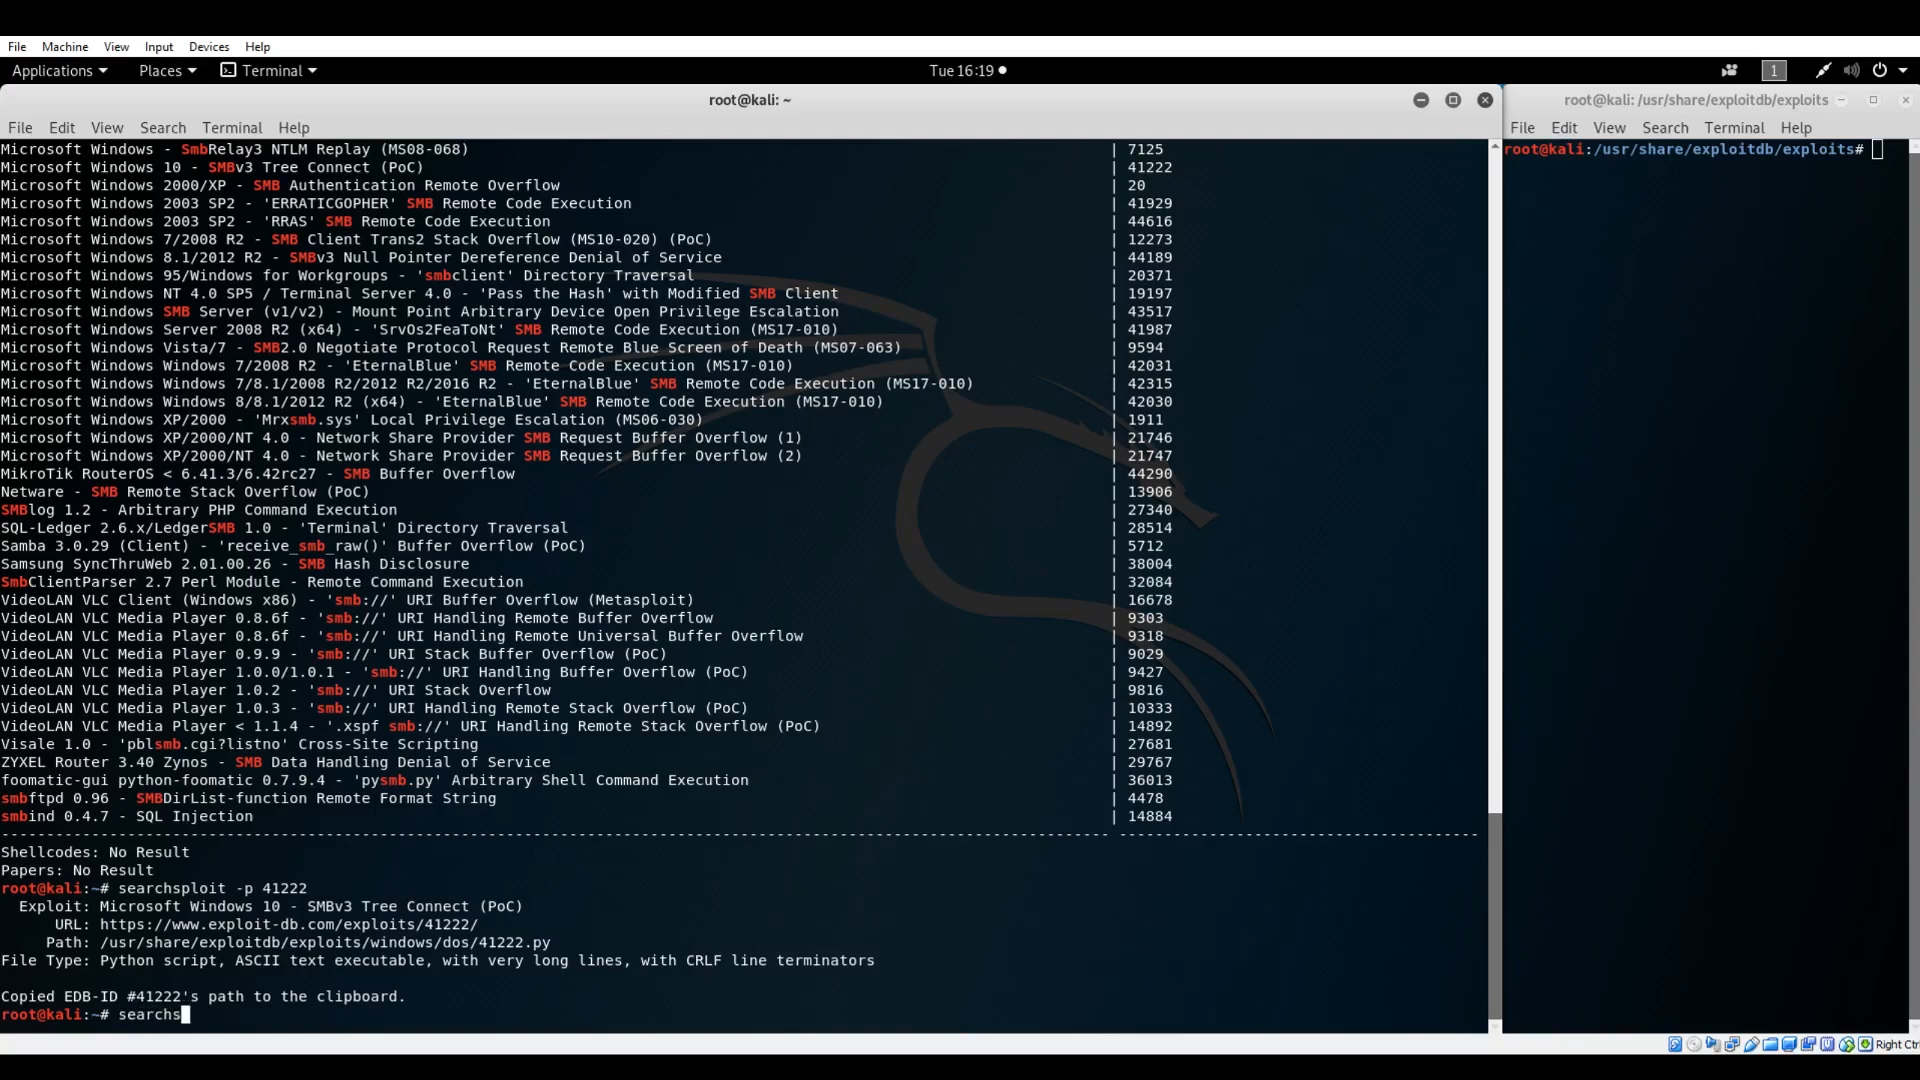 File Machine View Input Devices Help
Applications Places Terminal Tue 16:19 1
root@kali: ~
root@kali: /usr/share/exploitdb/exploits
File Edit View Search Terminal Help
File Edit View Search Terminal Help
root@kali:/usr/share/exploitdb/exploits#
Microsoft Windows - SmbRelay3 NTLM Replay (MS08-068) | 7125
Microsoft Windows 10 - SMBv3 Tree Connect (PoC) | 41222
Microsoft Windows 2000/XP - SMB Authentication Remote Overflow | 20
Microsoft Windows 2003 SP2 - 'ERRATICGOPHER' SMB Remote Code Execution | 41929
Microsoft Windows 2003 SP2 - 'RRAS' SMB Remote Code Execution | 44616
Microsoft Windows 7/2008 R2 - SMB Client Trans2 Stack Overflow (MS10-020) (PoC) | 12273
Microsoft Windows 8.1/2012 R2 - SMBv3 Null Pointer Dereference Denial of Service | 44189
Microsoft Windows 95/Windows for Workgroups - 'smbclient' Directory Traversal | 20371
Microsoft Windows NT 4.0 SP5 / Terminal Server 4.0 - 'Pass the Hash' with Modified SMB Client | 19197
Microsoft Windows SMB Server (v1/v2) - Mount Point Arbitrary Device Open Privilege Escalation | 43517
Microsoft Windows Server 2008 R2 (x64) - 'SrvOs2FeaToNt' SMB Remote Code Execution (MS17-010) | 41987
Microsoft Windows Vista/7 - SMB2.0 Negotiate Protocol Request Remote Blue Screen of Death (MS07-063) | 9594
Microsoft Windows Windows 7/2008 R2 - 'EternalBlue' SMB Remote Code Execution (MS17-010) | 42031
Microsoft Windows Windows 7/8.1/2008 R2/2012 R2/2016 R2 - 'EternalBlue' SMB Remote Code Execution (MS17-010) | 42315
Microsoft Windows Windows 8/8.1/2012 R2 (x64) - 'EternalBlue' SMB Remote Code Execution (MS17-010) | 42030
Microsoft Windows XP/2000 - 'Mrxsmb.sys' Local Privilege Escalation (MS06-030) | 1911
Microsoft Windows XP/2000/NT 4.0 - Network Share Provider SMB Request Buffer Overflow (1) | 21746
Microsoft Windows XP/2000/NT 4.0 - Network Share Provider SMB Request Buffer Overflow (2) | 21747
MikroTik RouterOS < 6.41.3/6.42rc27 - SMB Buffer Overflow | 44290
Netware - SMB Remote Stack Overflow (PoC) | 13906
SMBlog 1.2 - Arbitrary PHP Command Execution | 27340
SQL-Ledger 2.6.x/LedgerSMB 1.0 - 'Terminal' Directory Traversal | 28514
Samba 3.0.29 (Client) - 'receive_smb_raw()' Buffer Overflow (PoC) | 5712
Samsung SyncThruWeb 2.01.00.26 - SMB Hash Disclosure | 38004
SmbClientParser 2.7 Perl Module - Remote Command Execution | 32084
VideoLAN VLC Client (Windows x86) - 'smb://' URI Buffer Overflow (Metasploit) | 16678
VideoLAN VLC Media Player 0.8.6f - 'smb://' URI Handling Remote Buffer Overflow | 9303
VideoLAN VLC Media Player 0.8.6f - 'smb://' URI Handling Remote Universal Buffer Overflow | 9318
VideoLAN VLC Media Player 0.9.9 - 'smb://' URI Stack Buffer Overflow (PoC) | 9029
VideoLAN VLC Media Player 1.0.0/1.0.1 - 'smb://' URI Handling Buffer Overflow (PoC) | 9427
VideoLAN VLC Media Player 1.0.2 - 'smb://' URI Stack Overflow | 9816
VideoLAN VLC Media Player 1.0.3 - 'smb://' URI Handling Remote Stack Overflow (PoC) | 10333
VideoLAN VLC Media Player < 1.1.4 - '.xspf smb://' URI Handling Remote Stack Overflow (PoC) | 14892
Visale 1.0 - 'pblsmb.cgi?listno' Cross-Site Scripting | 27681
ZYXEL Router 3.40 Zynos - SMB Data Handling Denial of Service | 29767
foomatic-gui python-foomatic 0.7.9.4 - 'pysmb.py' Arbitrary Shell Command Execution | 36013
smbftpd 0.96 - SMBDirList-function Remote Format String | 4478
smbind 0.4.7 - SQL Injection | 14884
Shellcodes: No Result
Papers: No Result
root@kali:~# searchsploit -p 41222
Exploit: Microsoft Windows 10 - SMBv3 Tree Connect (PoC)
URL: https://www.exploit-db.com/exploits/41222/
Path: /usr/share/exploitdb/exploits/windows/dos/41222.py
File Type: Python script, ASCII text executable, with very long lines, with CRLF line terminators
Copied EDB-ID #41222's path to the clipboard.
root@kali:~# searchs
Right Ctr